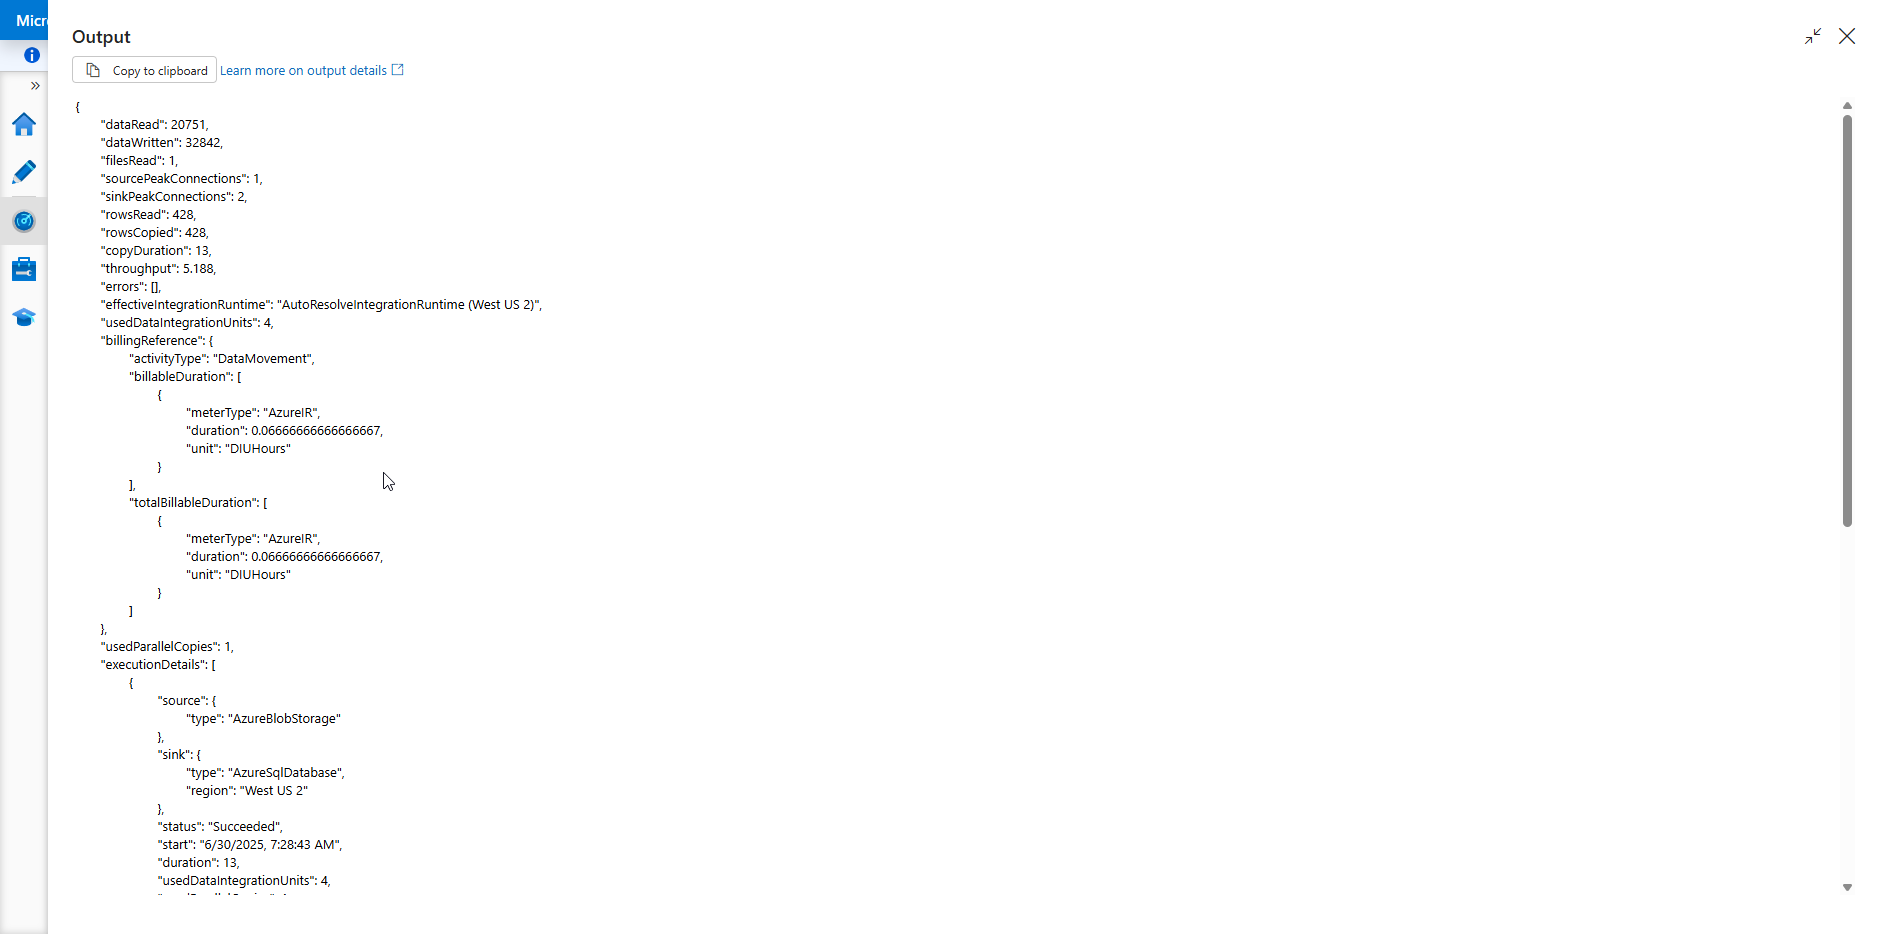 Micr
Output
Copy to clipboard
Learn more on output details
{
"dataRead": 20751,
"dataWritten": 32842,
"filesRead": 1,
"sourcePeakConnections": 1,
"sinkPeakConnections": 2,
"rowsRead": 428,
"rowsCopied": 428,
"copyDuration": 13,
"throughput": 5.188,
"errors": [],
"effectiveIntegrationRuntime": "AutoResolveIntegrationRuntime (West US 2)",
"usedDataIntegrationUnits": 4,
"billingReference": {
"activityType": "DataMovement",
"billableDuration": [
{
"meterType": "AzureIR",
"duration": 0.06666666666666667,
"unit": "DIUHours"
}
],
"totalBillableDuration": [
{
"meterType": "AzureIR",
"duration": 0.06666666666666667,
"unit": "DIUHours"
}
]
},
"usedParallelCopies": 1,
"executionDetails": [
{
"source": {
"type": "AzureBlobStorage"
},
"sink": {
"type": "AzureSqlDatabase",
"region": "West US 2"
},
"status": "Succeeded",
"start": "6/30/2025, 7:28:43 AM",
"duration": 13,
"usedDataIntegrationUnits": 4,